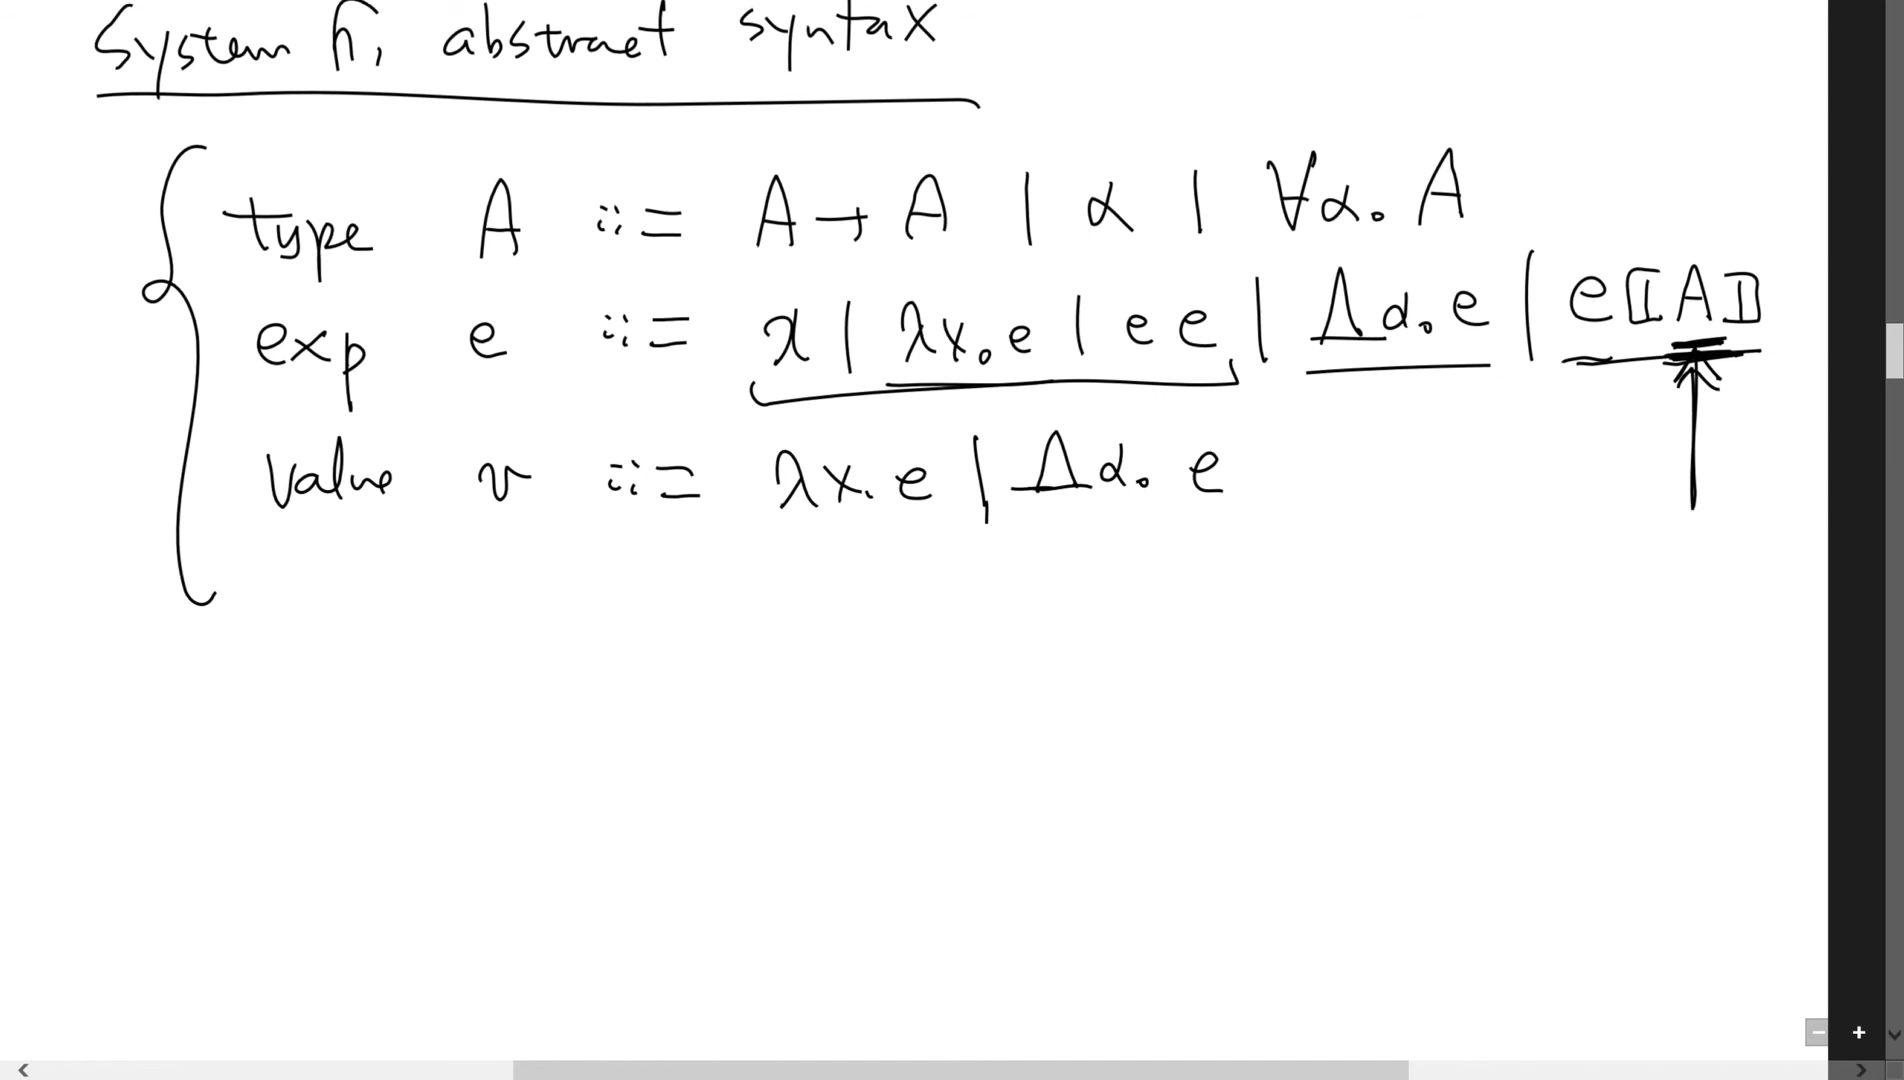 System F, abstract syntax
type A ::= A → A | α | ∀α. A
exp e ::= x | λx. e | e e | Λα. e | e⟦A⟧
value v ::= λx. e | Λα. e